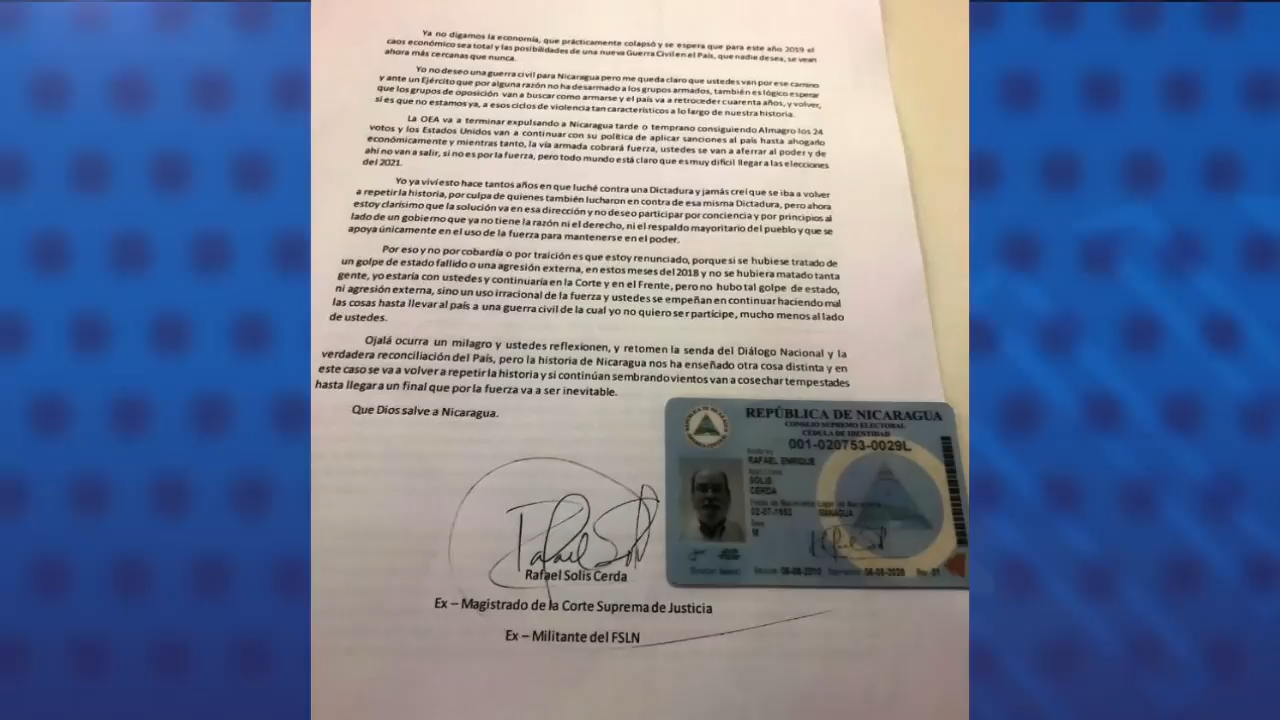 Ya no digamos la economía, que prácticamente colapsó y se espera que para este año 2019 el
caos económico sea total y las posibilidades de una nueva Guerra Civil en el País, que nadie desea, se vean
ahora más cercanas que nunca.
Yo no deseo una guerra civil para Nicaragua pero me queda claro que ustedes van por ese camino
y ante un Ejército que por alguna razón no ha desarmado a los grupos armados, también es lógico esperar
que los grupos de oposición van a buscar como armarse y el país va a retroceder cuarenta años, y volver,
si es que no estamos ya, a esos ciclos de violencia tan característicos a lo largo de nuestra historia.
La OEA va a terminar expulsando a Nicaragua tarde o temprano consiguiendo Almagro los 24
votos y los Estados Unidos van a continuar con su política de aplicar sanciones al país hasta ahogarlo
económicamente y mientras tanto, la vía armada cobrará fuerza, ustedes se van a aferrar al poder y de
ahí no van a salir, si no es por la fuerza, pero todo mundo está claro que es muy difícil llegar a las elecciones
del 2021.
Yo ya viví esto hace tantos años en que luché contra una Dictadura y jamás creí que se iba a volver
a repetir la historia, por culpa de quienes también lucharon en contra de esa misma Dictadura, pero ahora
estoy clarísimo que la solución va en esa dirección y no deseo participar por conciencia y por principios al
lado de un gobierno que ya no tiene la razón ni el derecho, ni el respaldo mayoritario del pueblo y que se
apoya únicamente en el uso de la fuerza para mantenerse en el poder.
Por eso y no por cobardía o por traición es que estoy renunciado, porque si se hubiese tratado de
un golpe de estado fallido o una agresión externa, en estos meses del 2018 y no se hubiera matado tanta
gente, yo estaría con ustedes y continuaría en la Corte y en el Frente, pero no hubo tal golpe de estado,
ni agresión externa, sino un uso irracional de la fuerza y ustedes se empeñan en continuar haciendo mal
las cosas hasta llevar al país a una guerra civil de la cual yo no quiero ser partícipe, mucho menos al lado
de ustedes.
Ojalá ocurra un milagro y ustedes reflexionen, y retomen la senda del Diálogo Nacional y la
verdadera reconciliación del País, pero la historia de Nicaragua nos ha enseñado otra cosa distinta y en
este caso se va a volver a repetir la historia y si continúan sembrando vientos van a cosechar tempestades
hasta llegar a un final que por la fuerza va a ser inevitable.
Que Dios salve a Nicaragua.
Rafael Solís
Rafael Solís Cerda
Ex – Magistrado de la Corte Suprema de Justicia
Ex – Militante del FSLN
REPÚBLICA DE NICARAGUA
CONSEJO SUPREMO ELECTORAL
CÉDULA DE IDENTIDAD
001-020753-0029L
RAFAEL ENRIQUE
SOLIS
CERDA
MANAGUA
M